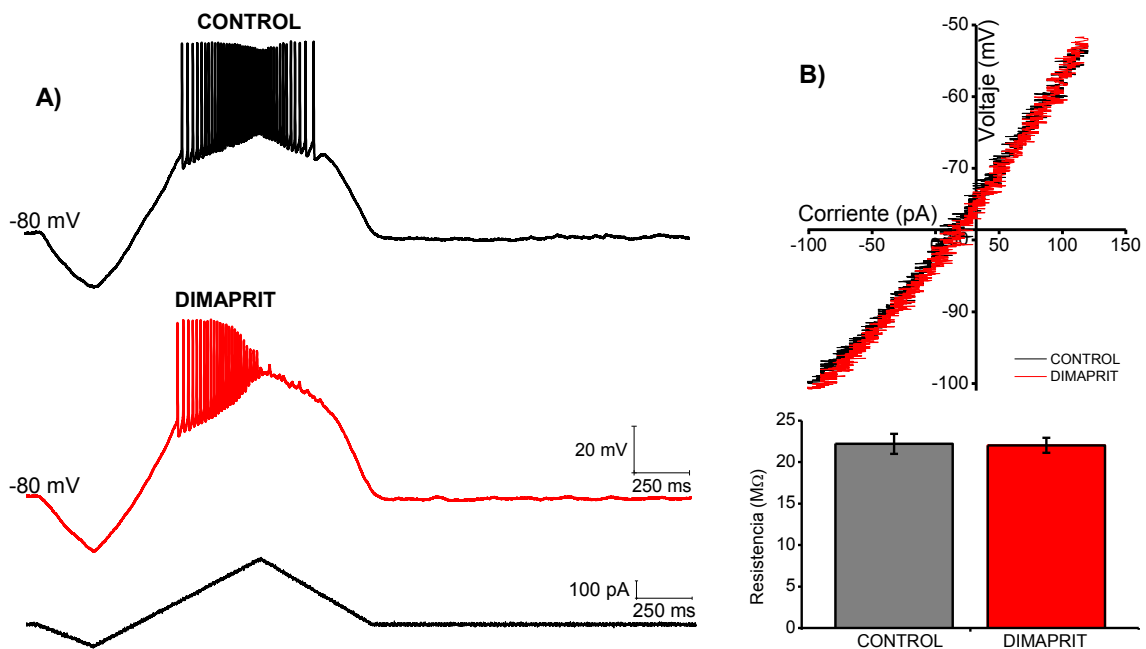 CONTROL
A)
-80 mV
DIMAPRIT
-80 mV
20 mV
250 ms
100 pA
250 ms
B)
-50
Voltaje (mV)
-60
-70
Corriente (pA)
-100
-50
50
100
150
-90
-100
CONTROL
DIMAPRIT
25
20
15
10
5
0
Resistencia (MΩ)
CONTROL
DIMAPRIT